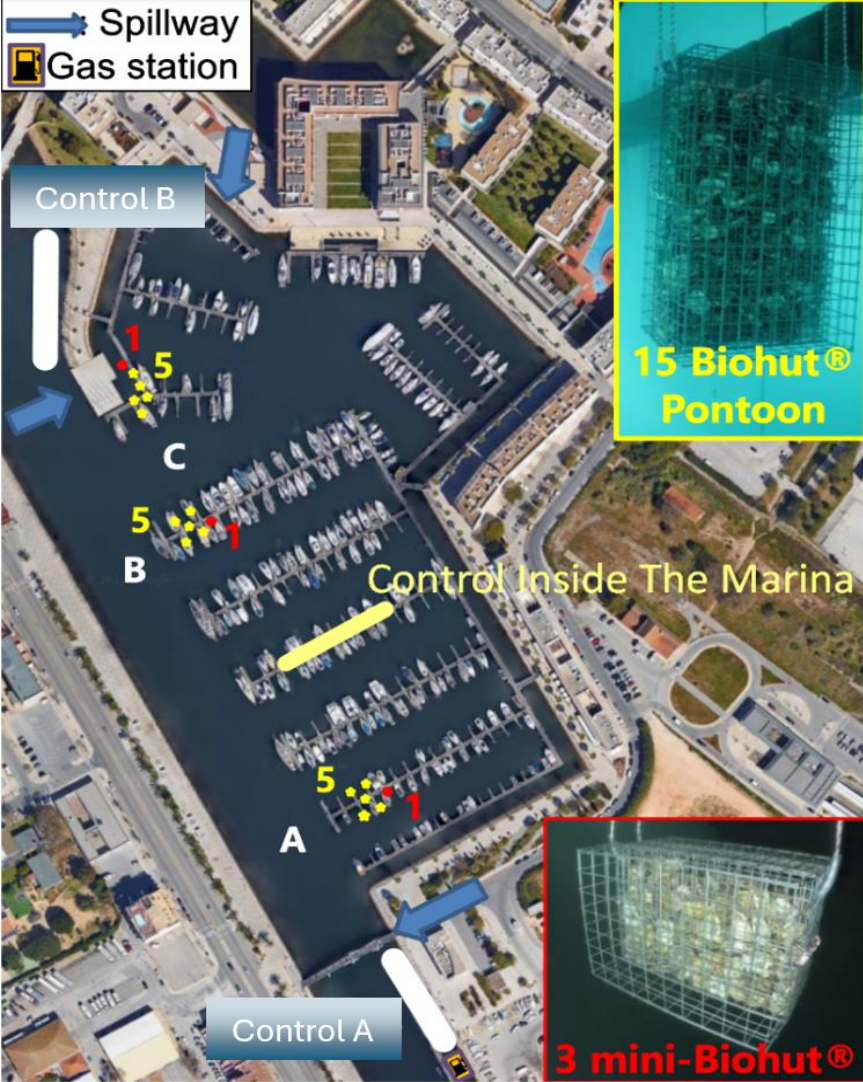 : Spillway
Gas station
Control B
15 Biohut®
Pontoon
1
5
C
5
1
B
Control Inside The Marina
5
1
A
Control A
3 mini-Biohut®